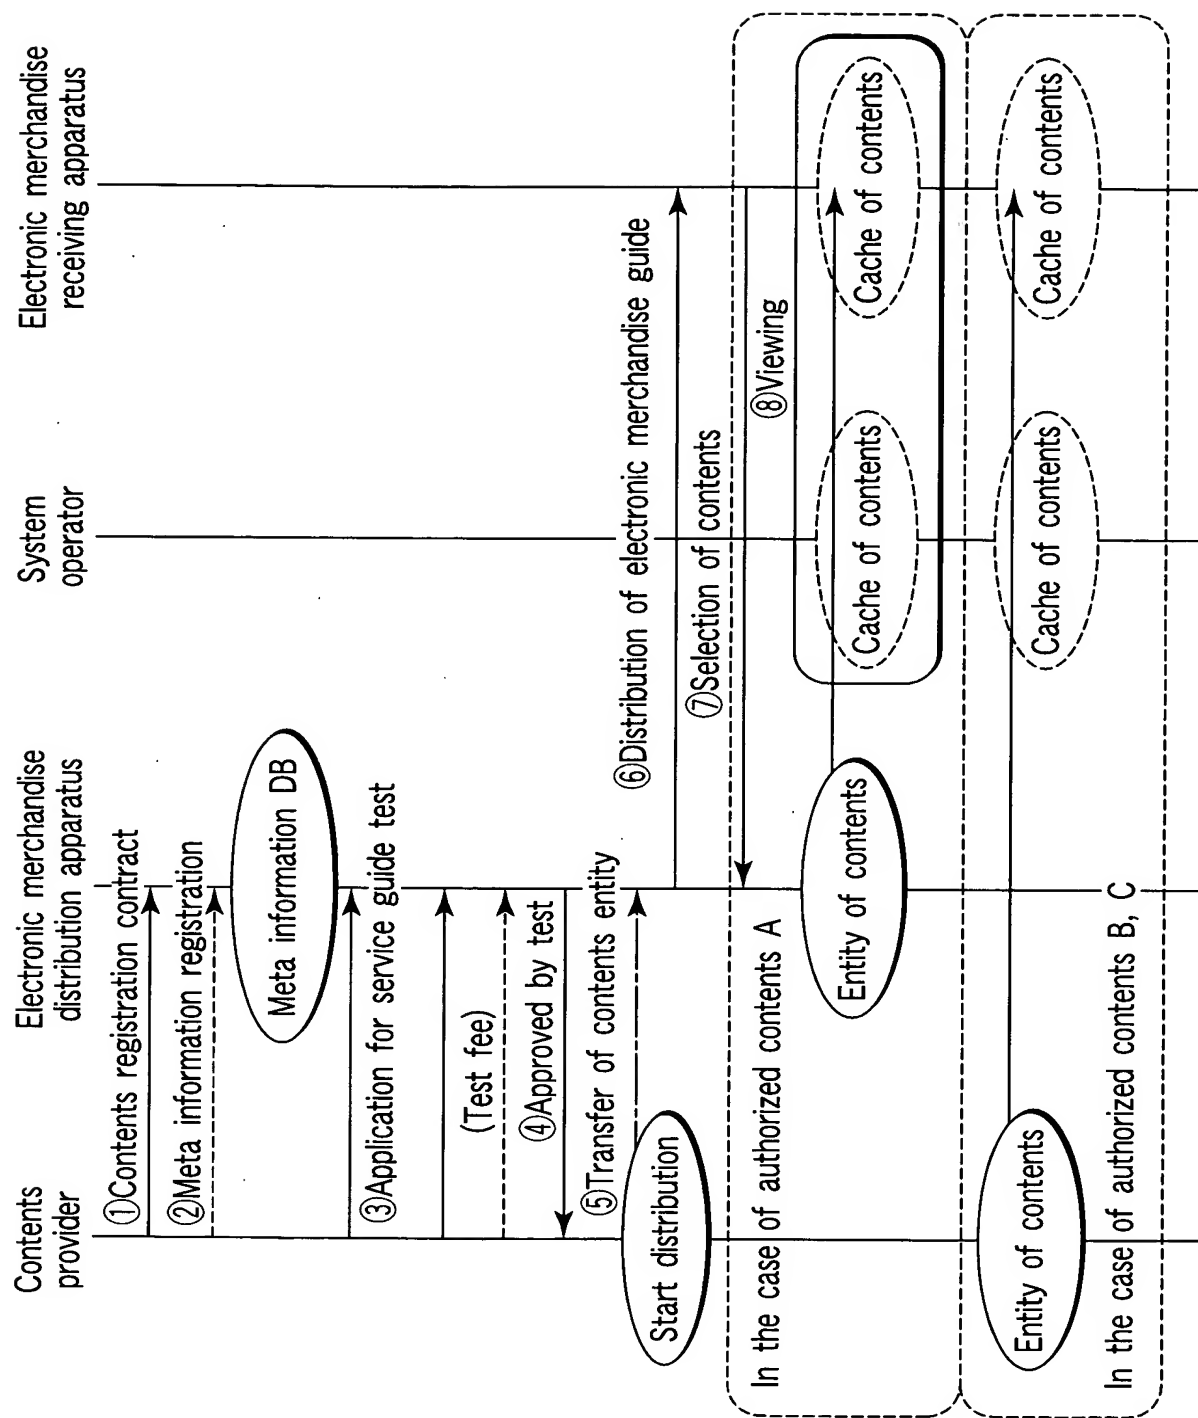 Contents
provider
Electronic merchandise
distribution apparatus
System
operator
Electronic merchandise
receiving apparatus
①Contents registration contract
②Meta information registration
Meta information DB
③Application for service guide test
(Test fee)
④Approved by test
⑤Transfer of contents entity
Start distribution
⑥Distribution of electronic merchandise guide
⑦Selection of contents
In the case of authorized contents A
⑧Viewing
Entity of contents
Cache of contents
Cache of contents
Entity of contents
Cache of contents
Cache of contents
In the case of authorized contents B, C